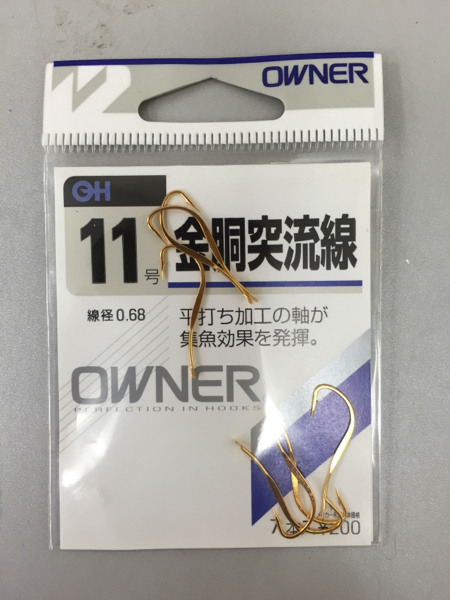 OWNER
OH
11号
金胴突流線
線径0.68
平打ち加工の軸が
集魚効果を発揮。
OWNER
PERFECTION IN HOOKS
200